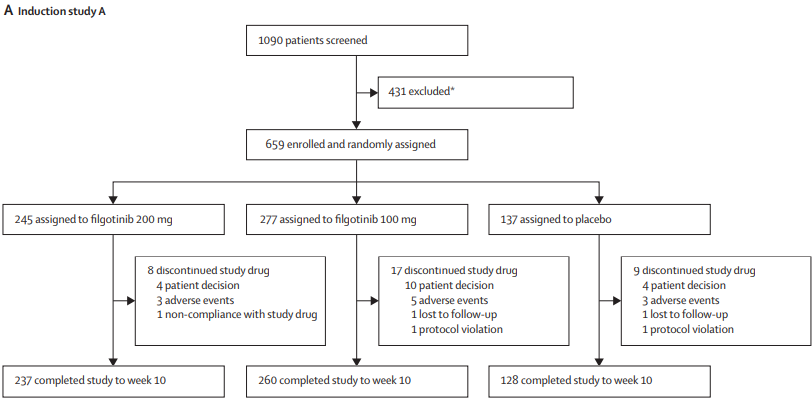 A Induction study A
1090 patients screened
431 excluded*
659 enrolled and randomly assigned
245 assigned to filgotinib 200 mg
277 assigned to filgotinib 100 mg
137 assigned to placebo
8 discontinued study drug
4 patient decision
3 adverse events
1 non-compliance with study drug
17 discontinued study drug
10 patient decision
5 adverse events
1 lost to follow-up
1 protocol violation
9 discontinued study drug
4 patient decision
3 adverse events
1 lost to follow-up
1 protocol violation
237 completed study to week 10
260 completed study to week 10
128 completed study to week 10